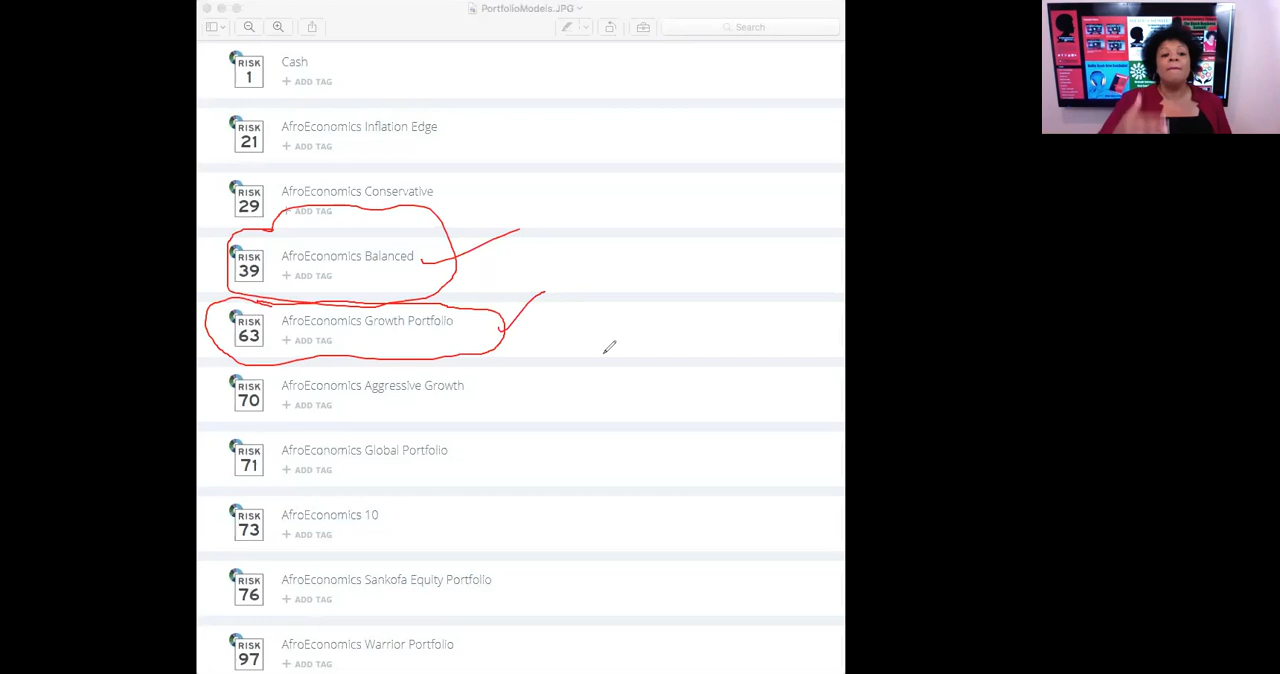 PortfolioModels.JPG
Search
RISK
1
Cash
+ ADD TAG
RISK
21
AfroEconomics Inflation Edge
+ ADD TAG
RISK
29
AfroEconomics Conservative
+ ADD TAG
RISK
39
AfroEconomics Balanced
+ ADD TAG
RISK
63
AfroEconomics Growth Portfolio
+ ADD TAG
RISK
70
AfroEconomics Aggressive Growth
+ ADD TAG
RISK
71
AfroEconomics Global Portfolio
+ ADD TAG
RISK
73
AfroEconomics 10
+ ADD TAG
RISK
76
AfroEconomics Sankofa Equity Portfolio
+ ADD TAG
RISK
97
AfroEconomics Warrior Portfolio
+ ADD TAG